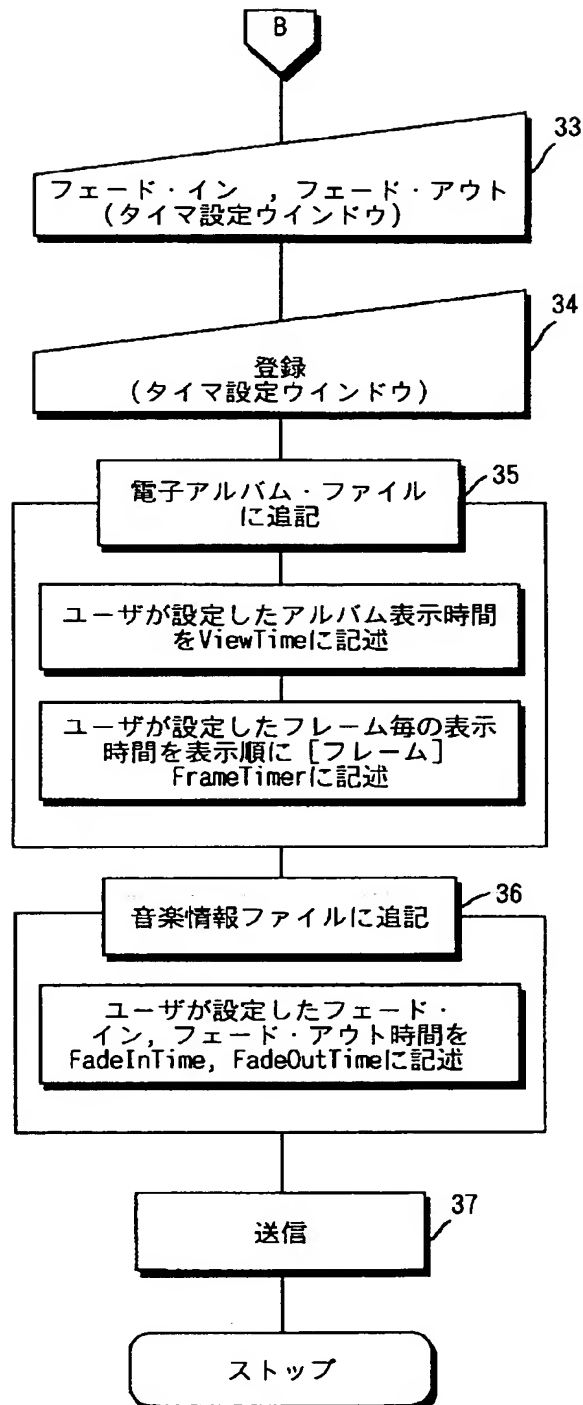 B
33
フェード・イン , フェード・アウト
(タイマ設定ウインドウ)
34
登録
(タイマ設定ウインドウ)
35
電子アルバム・ファイル
に追記
ユーザが設定したアルバム表示時間
をViewTimeに記述
ユーザが設定したフレーム毎の表示
時間を表示順に [フレーム]
FrameTimerに記述
36
音楽情報ファイルに追記
ユーザが設定したフェード・
イン, フェード・アウト時間を
FadeInTime, FadeOutTimeに記述
37
送信
ストップ